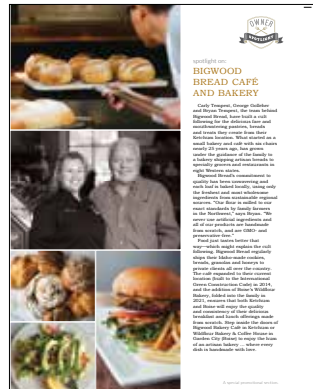 OWNER
SPOTLIGHT
spotlight on:
BIGWOOD
BREAD CAFÉ
AND BAKERY
Carly Tempest, George Golleher
and Bryan Tempest, the team behind
Bigwood Bread, have built a cult
following for the delicious fare and
mouthwatering pastries, breads
and treats they create from their
Ketchum location. What started as a
small bakery and café with six chairs
nearly 25 years ago, has grown
under the guidance of the family to
a bakery shipping artisan breads to
specialty grocers and restaurants in
eight Western states.
Bigwood Bread's commitment to
quality has been unwavering and
each loaf is baked locally, using only
the freshest and most wholesome
ingredients from sustainable regional
sources. "Our flour is milled to our
exact standards by family farmers
in the Northwest," says Bryan. "We
never use artificial ingredients and
all of our products are handmade
from scratch, and are GMO- and
preservative-free."
Food just tastes better that
way—which might explain the cult
following. Bigwood Bread regularly
ships their Idaho-made cookies,
breads, granolas and honeys to
private clients all over the country.
The café expanded to their current
location (built to the International
Green Construction Code) in 2014,
and the addition of Boise's Wildflour
Bakery, folded into the family in
2021, ensures that both Ketchum
and Boise will enjoy the quality
and consistency of their delicious
breakfast and lunch offerings made
from scratch. Step inside the doors of
Bigwood Bakery Café in Ketchum or
Wildflour Bakery & Coffee House in
Garden City (Boise) to enjoy the team
of an artisan bakery ... where every
dish is handmade with love.
A special promotional section